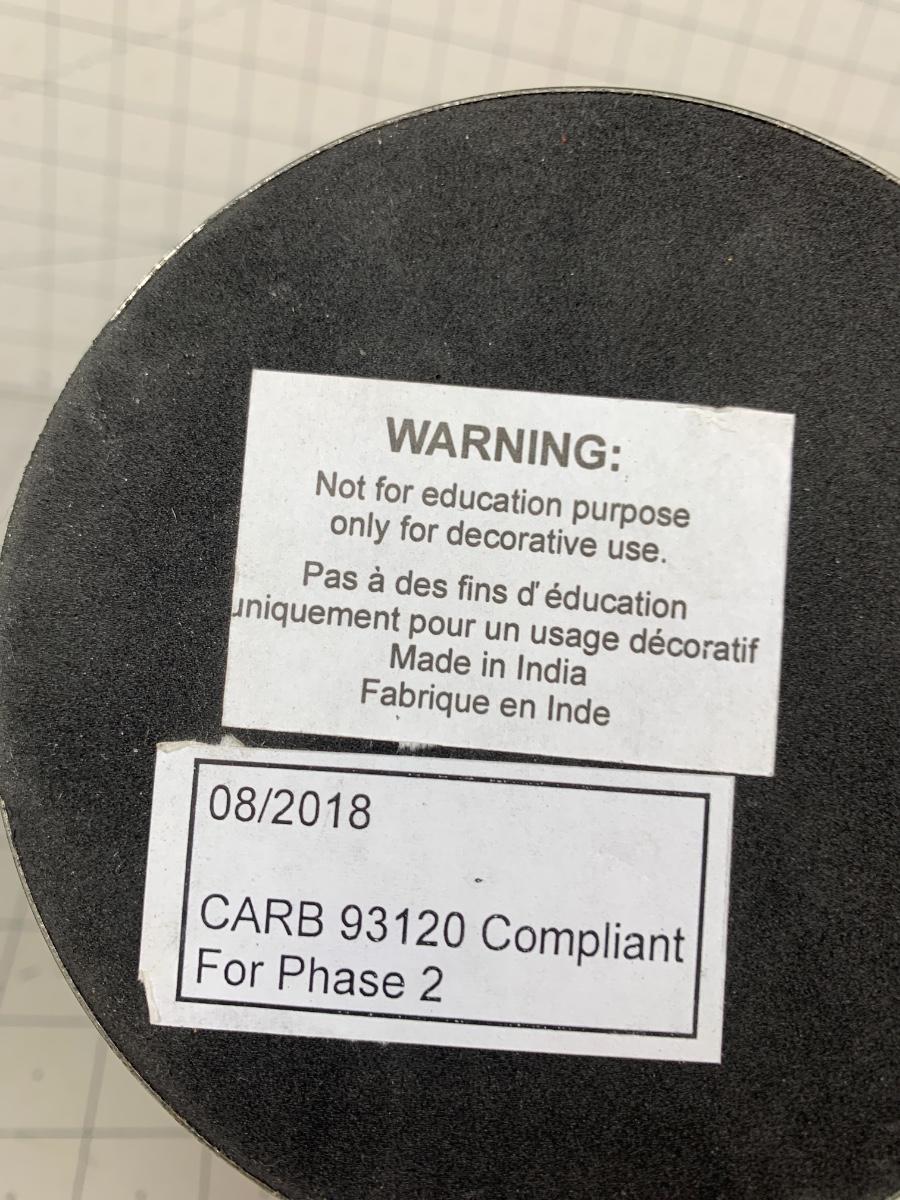 WARNING:
Not for education purpose
only for decorative use.
Pas à des fins d'éducation
uniquement pour un usage décoratif
Made in India
Fabrique en Inde
08/2018
CARB 93120 Compliant
For Phase 2